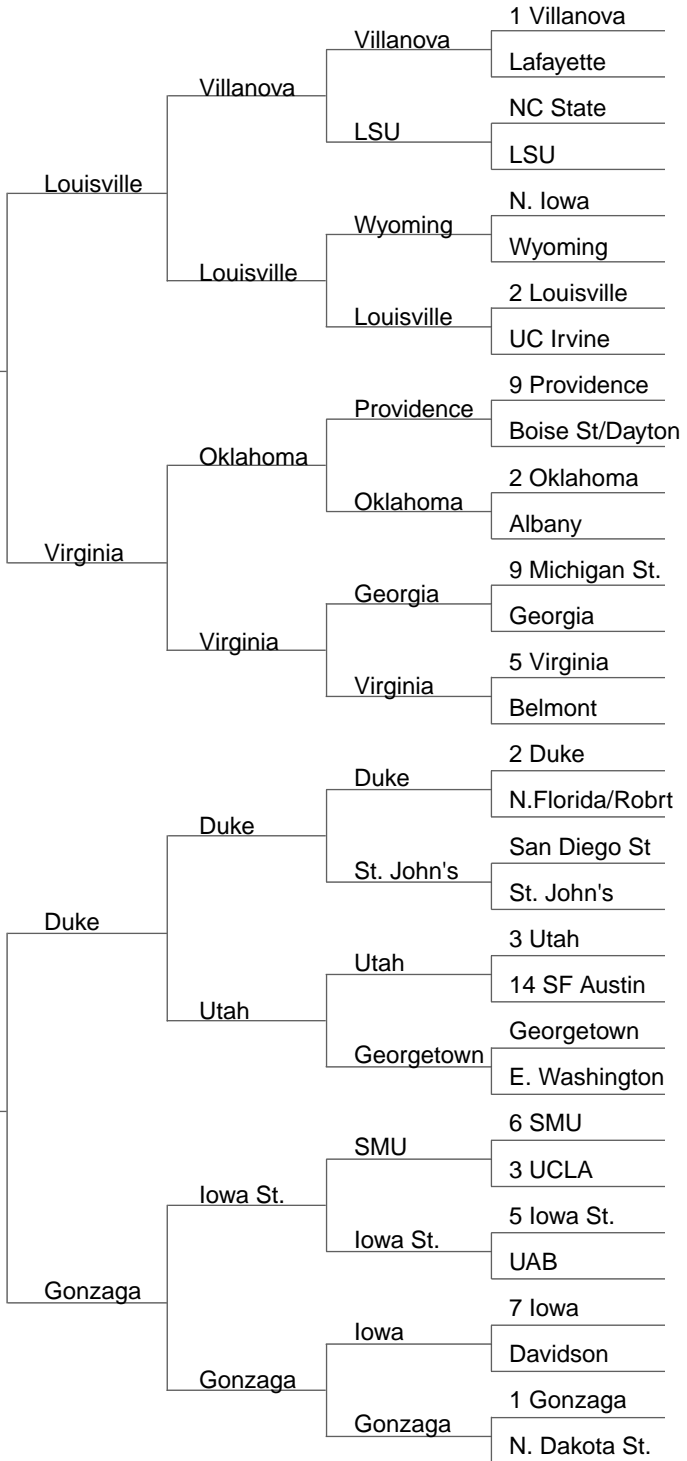 1 Villanova
Villanova
Lafayette
Villanova
NC State
LSU
LSU
Louisville
N. Iowa
Wyoming
Wyoming
Louisville
2 Louisville
Louisville
UC Irvine
9 Providence
Providence
Boise St/Dayton
Oklahoma
2 Oklahoma
Oklahoma
Albany
Virginia
9 Michigan St.
Georgia
Georgia
Virginia
5 Virginia
Virginia
Belmont
2 Duke
Duke
N.Florida/Robrt
Duke
San Diego St
St. John's
St. John's
Duke
3 Utah
Utah
14 SF Austin
Utah
Georgetown
Georgetown
E. Washington
6 SMU
SMU
3 UCLA
Iowa St.
5 Iowa St.
Iowa St.
UAB
Gonzaga
7 Iowa
Iowa
Davidson
Gonzaga
1 Gonzaga
Gonzaga
N. Dakota St.